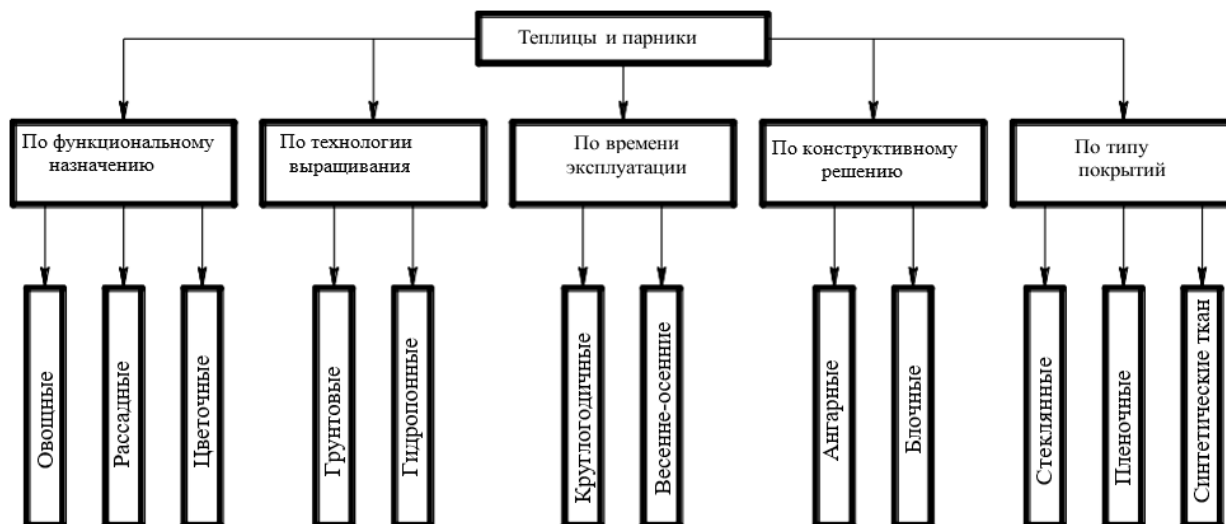 Теплицы и парники
По функциональному
назначению
По технологии
выращивания
По времени
эксплуатации
По конструктивному
решению
По типу
покрытий
Овощные
Рассадные
Цветочные
Грунтовые
Гидропонные
Круглогодичные
Весенне-осенние
Ангарные
Блочные
Стеклянные
Пленочные
Синтетические ткан